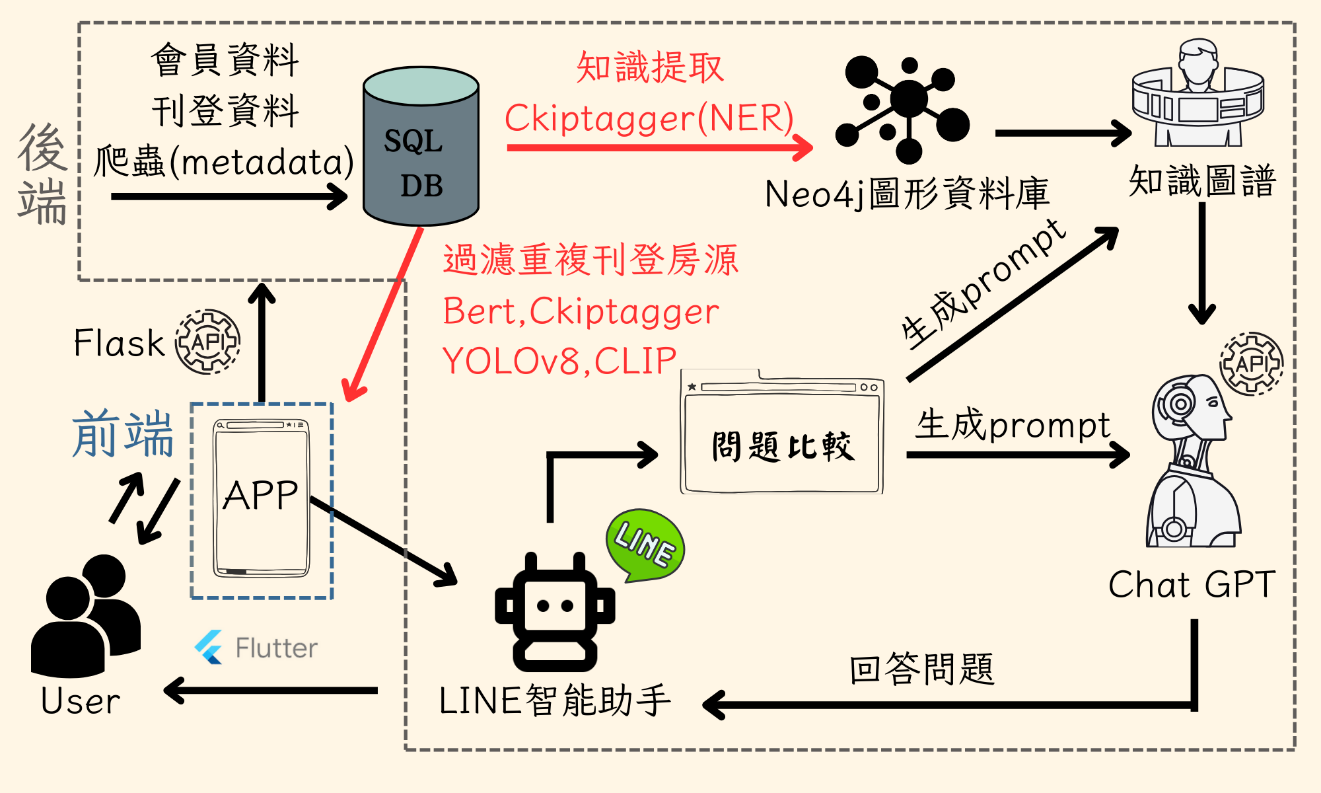 後端
會員資料
刊登資料
爬蟲(metadata)
SQL
DB
知識提取
Ckiptagger(NER)
Neo4j圖形資料庫
知識圖譜
過濾重複刊登房源
Bert,Ckiptagger
YOLOv8,CLIP
生成prompt
Flask
API
API
前端
APP
問題比較
生成prompt
LINE
Chat GPT
Flutter
User
LINE智能助手
回答問題